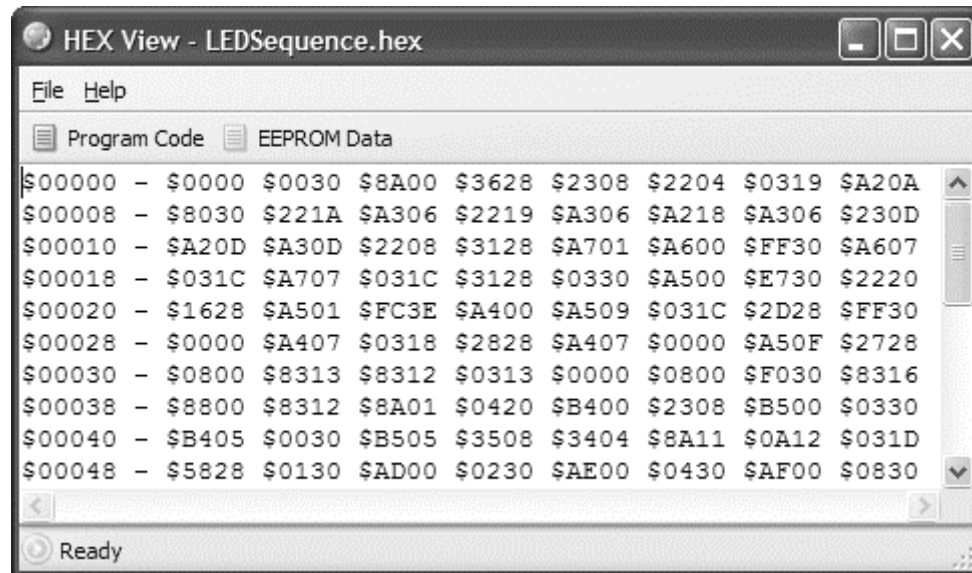 HEX View - LEDSequence.hex
File Help
Program Code EEPROM Data
$00000 - $0000 $0030 $8A00 $3628 $2308 $2204 $0319 $A20A
$00008 - $8030 $221A $A306 $2219 $A306 $A218 $A306 $230D
$00010 - $A20D $A30D $2208 $3128 $A701 $A600 $FF30 $A607
$00018 - $031C $A707 $031C $3128 $0330 $A500 $E730 $2220
$00020 - $1628 $A501 $FC3E $A400 $A509 $031C $2D28 $FF30
$00028 - $0000 $A407 $0318 $2828 $A407 $0000 $A50F $2728
$00030 - $0800 $8313 $8312 $0313 $0000 $0800 $F030 $8316
$00038 - $8800 $8312 $8A01 $0420 $B400 $2308 $B500 $0330
$00040 - $B405 $0030 $B505 $3508 $3404 $8A11 $0A12 $031D
$00048 - $5828 $0130 $AD00 $0230 $AE00 $0430 $AF00 $0830
Ready